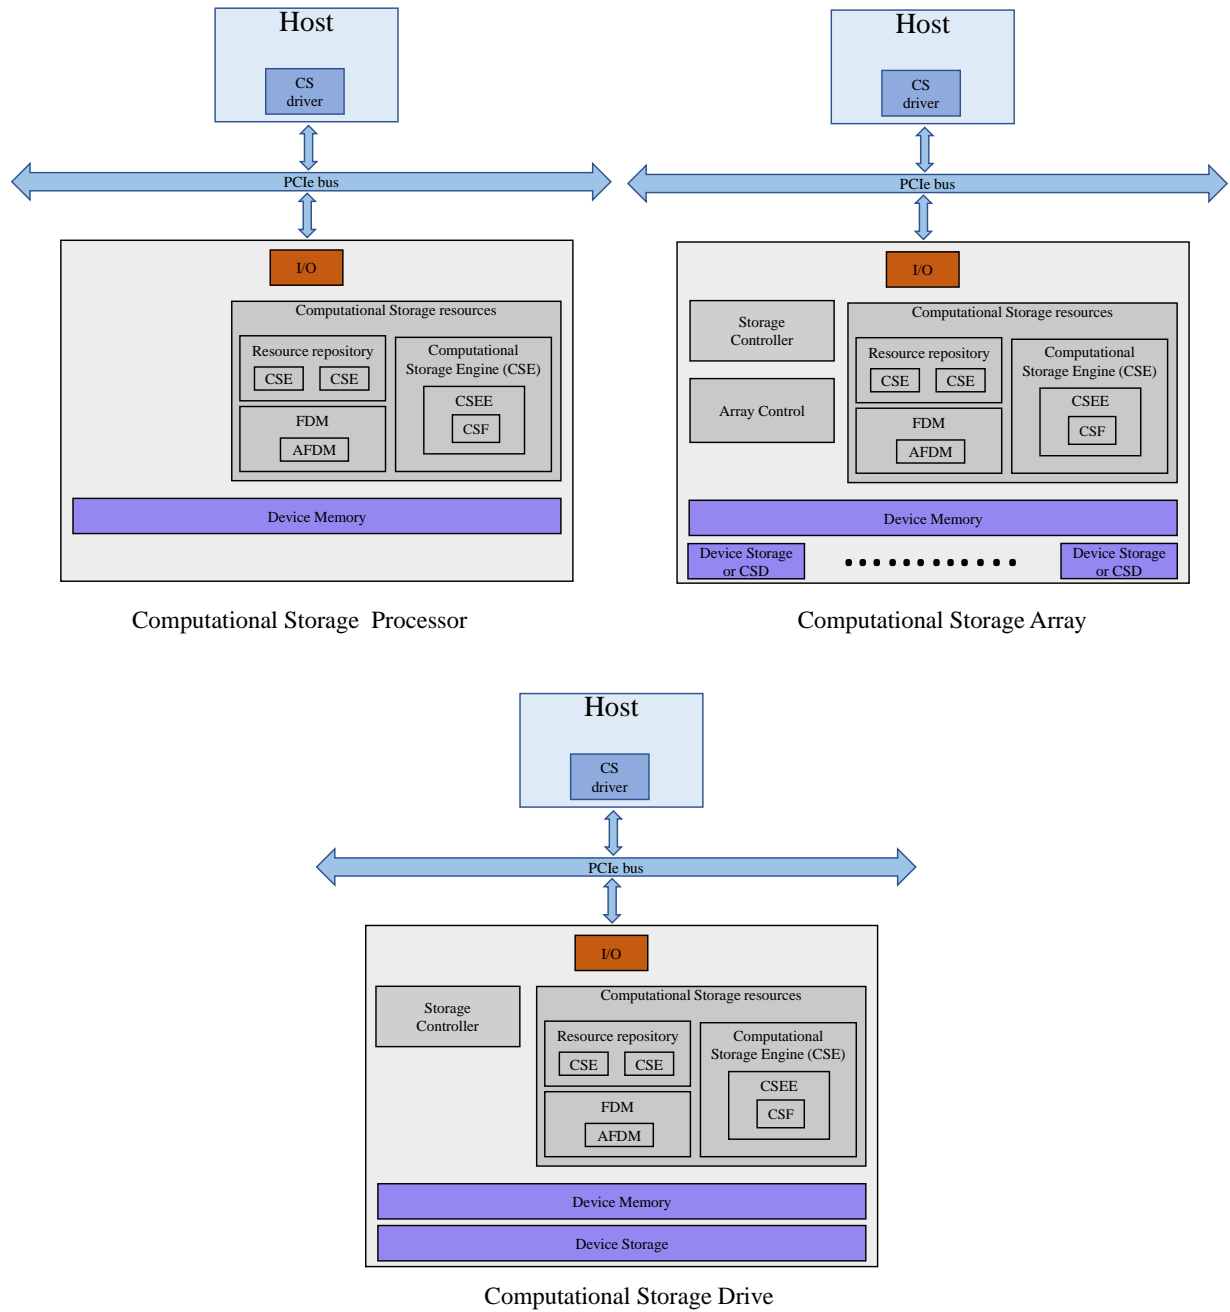 Host
CS
driver
PCIe bus
I/O
Computational Storage resources
Resource repository
CSE
CSE
FDM
AFDM
Computational
Storage Engine (CSE)
CSEE
CSF
Device Memory
Computational Storage Processor
Host
CS
driver
PCIe bus
I/O
Storage
Controller
Array Control
Computational Storage resources
Resource repository
CSE
CSE
FDM
AFDM
Computational
Storage Engine (CSE)
CSEE
CSF
Device Memory
Device Storage
or CSD
Device Storage
or CSD
Computational Storage Array
Host
CS
driver
PCIe bus
I/O
Storage
Controller
Computational Storage resources
Resource repository
CSE
CSE
FDM
AFDM
Computational
Storage Engine (CSE)
CSEE
CSF
Device Memory
Device Storage
Computational Storage Drive